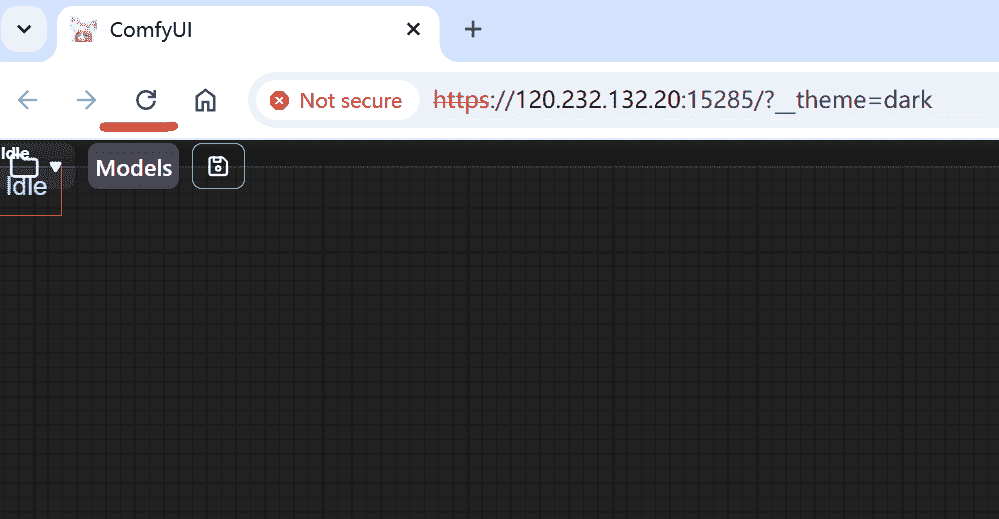 ComfyUI
Not secure https://120.232.132.20:15285/?__theme=dark
Idle
Models
Idle